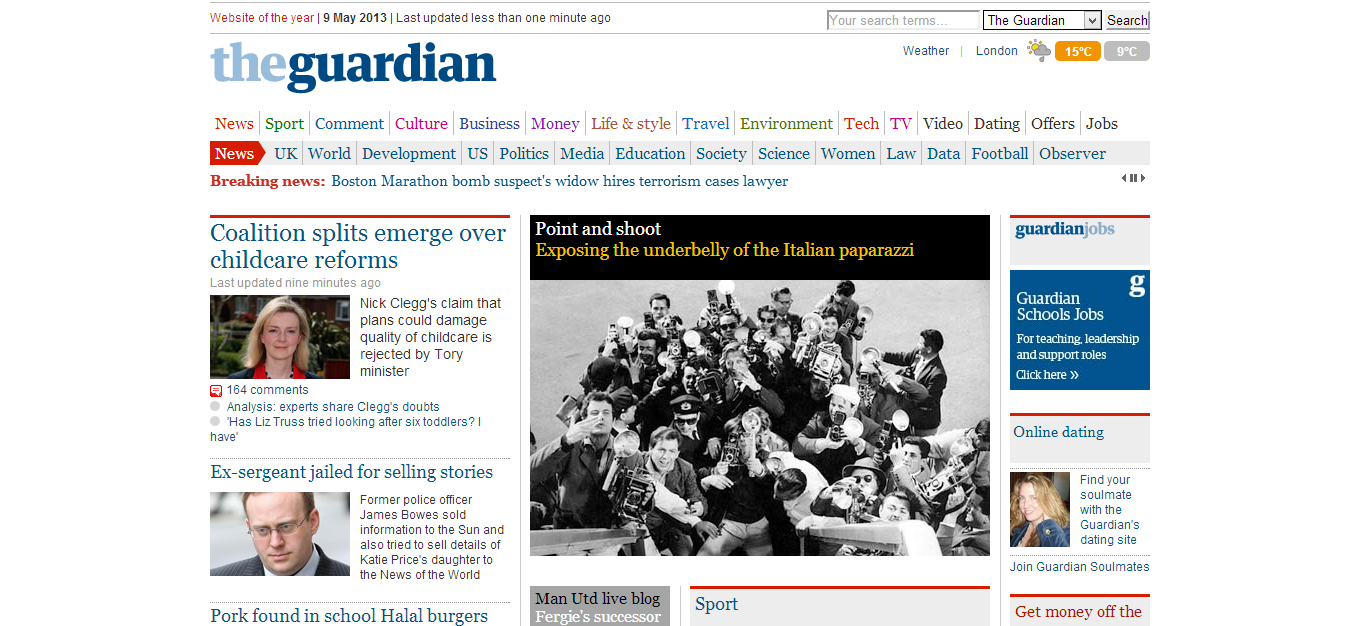 Website of the year | 9 May 2013 | Last updated less than one minute ago
Your search terms... The Guardian Search
theguardian
Weather | London 15ºC 9ºC
News Sport Comment Culture Business Money Life & style Travel Environment Tech TV Video Dating Offers Jobs
News UK World Development US Politics Media Education Society Science Women Law Data Football Observer
Breaking news: Boston Marathon bomb suspect's widow hires terrorism cases lawyer
Coalition splits emerge over
childcare reforms
Last updated nine minutes ago
Nick Clegg's claim that
plans could damage
quality of childcare is
rejected by Tory
minister
164 comments
Analysis: experts share Clegg's doubts
'Has Liz Truss tried looking after six toddlers? I
have'
Ex-sergeant jailed for selling stories
Former police officer
James Bowes sold
information to the Sun and
also tried to sell details of
Katie Price's daughter to
the News of the World
Pork found in school Halal burgers
Point and shoot
Exposing the underbelly of the Italian paparazzi
Man Utd live blog
Fergie's successor
Sport
guardianjobs
g
Guardian
Schools Jobs
For teaching, leadership
and support roles
Click here »
Online dating
Find your
soulmate
with the
Guardian's
dating site
Join Guardian Soulmates
Get money off the